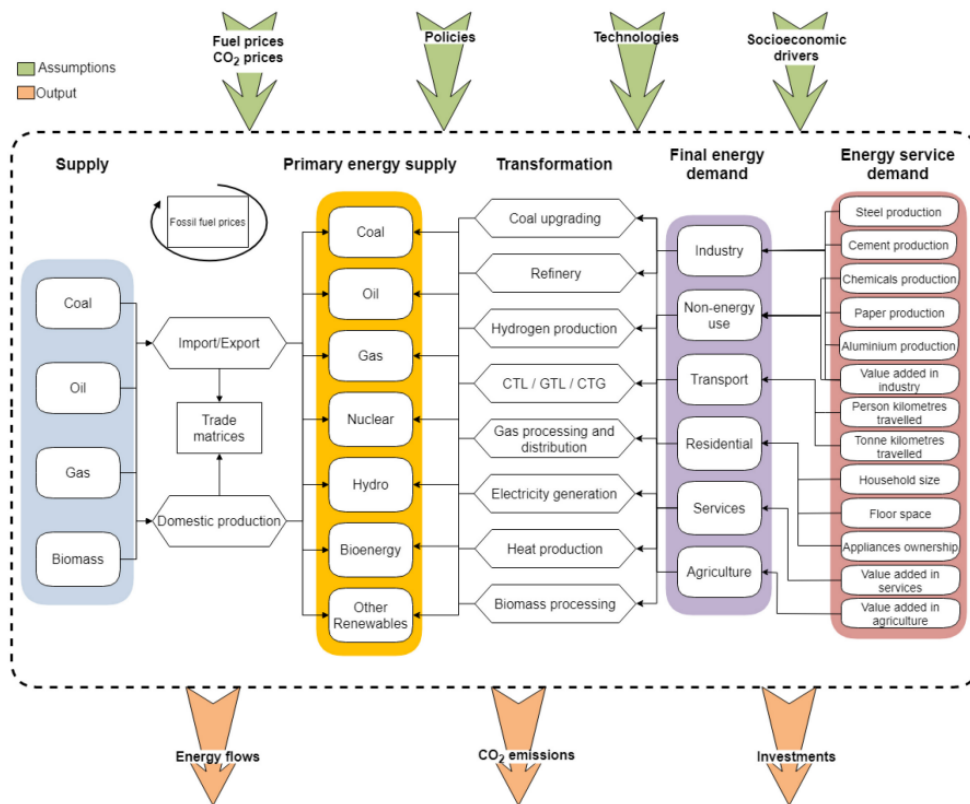 Fuel prices
CO₂ prices
Policies
Technologies
Socioeconomic
drivers
Assumptions
Output
Supply
Primary energy supply
Transformation
Final energy
demand
Energy service
demand
Fossil fuel prices
Coal
Oil
Gas
Biomass
Import/Export
Trade
matrices
Domestic production
Coal
Oil
Gas
Nuclear
Hydro
Bioenergy
Other
Renewables
Coal upgrading
Refinery
Hydrogen production
CTL / GTL / CTG
Gas processing and
distribution
Electricity generation
Heat production
Biomass processing
Industry
Non-energy
use
Transport
Residential
Services
Agriculture
Steel production
Cement production
Chemicals production
Paper production
Aluminium production
Value added in
industry
Person kilometres
travelled
Tonne kilometres
travelled
Household size
Floor space
Appliances ownership
Value added in
services
Value added in
agriculture
Energy flows
CO₂ emissions
Investments